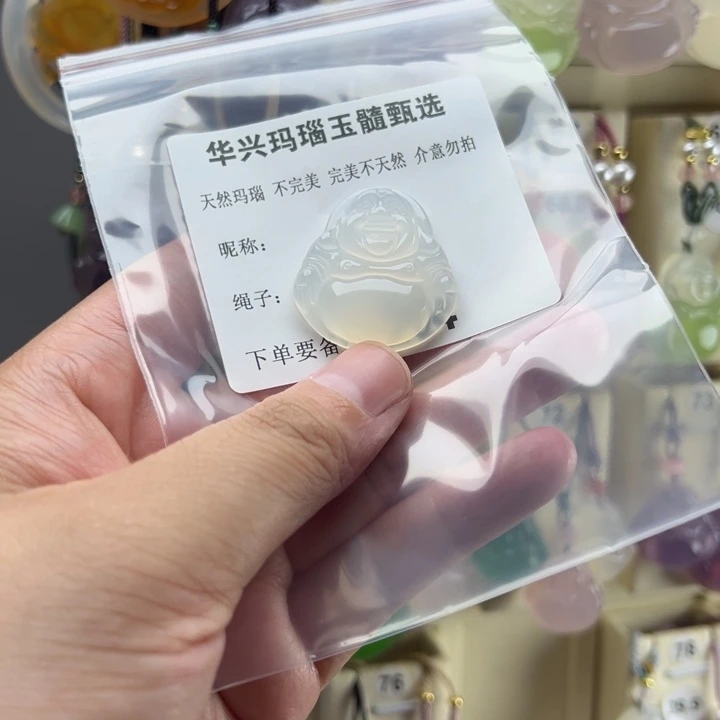 华兴玛瑙玉髓甄选
天然玛瑙 不完美 完美不天然 介意勿拍
昵称：
绳子：
下单要备
72
73
76
78